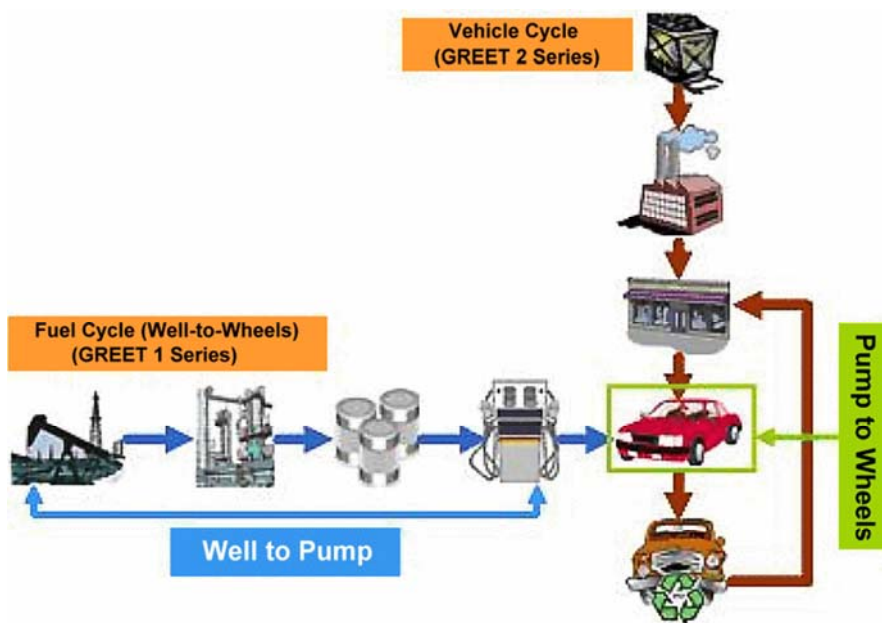 Vehicle Cycle
(GREET 2 Series)
Fuel Cycle (Well-to-Wheels)
(GREET 1 Series)
Well to Pump
Pump to Wheels